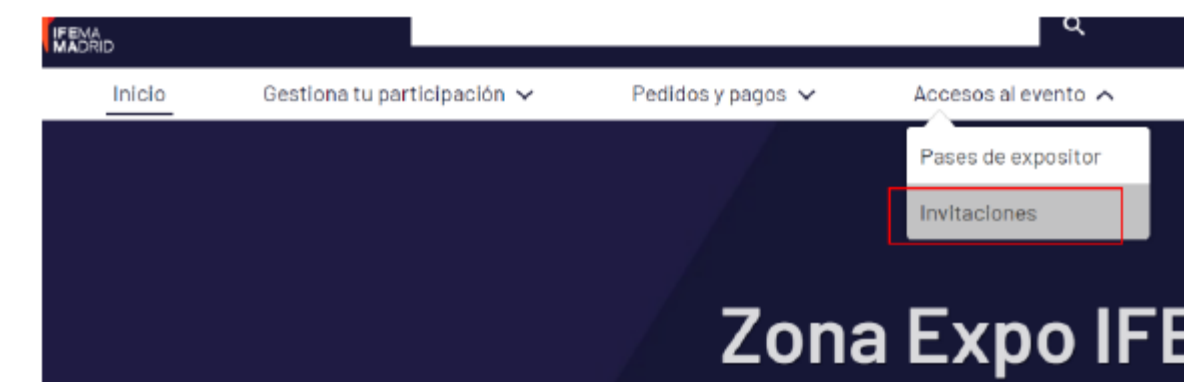 IFEMA
MADRID
Inicio Gestiona tu participación Pedidos y pagos Accesos al evento
Pases de expositor
Invitaciones
Zona Expo IFE